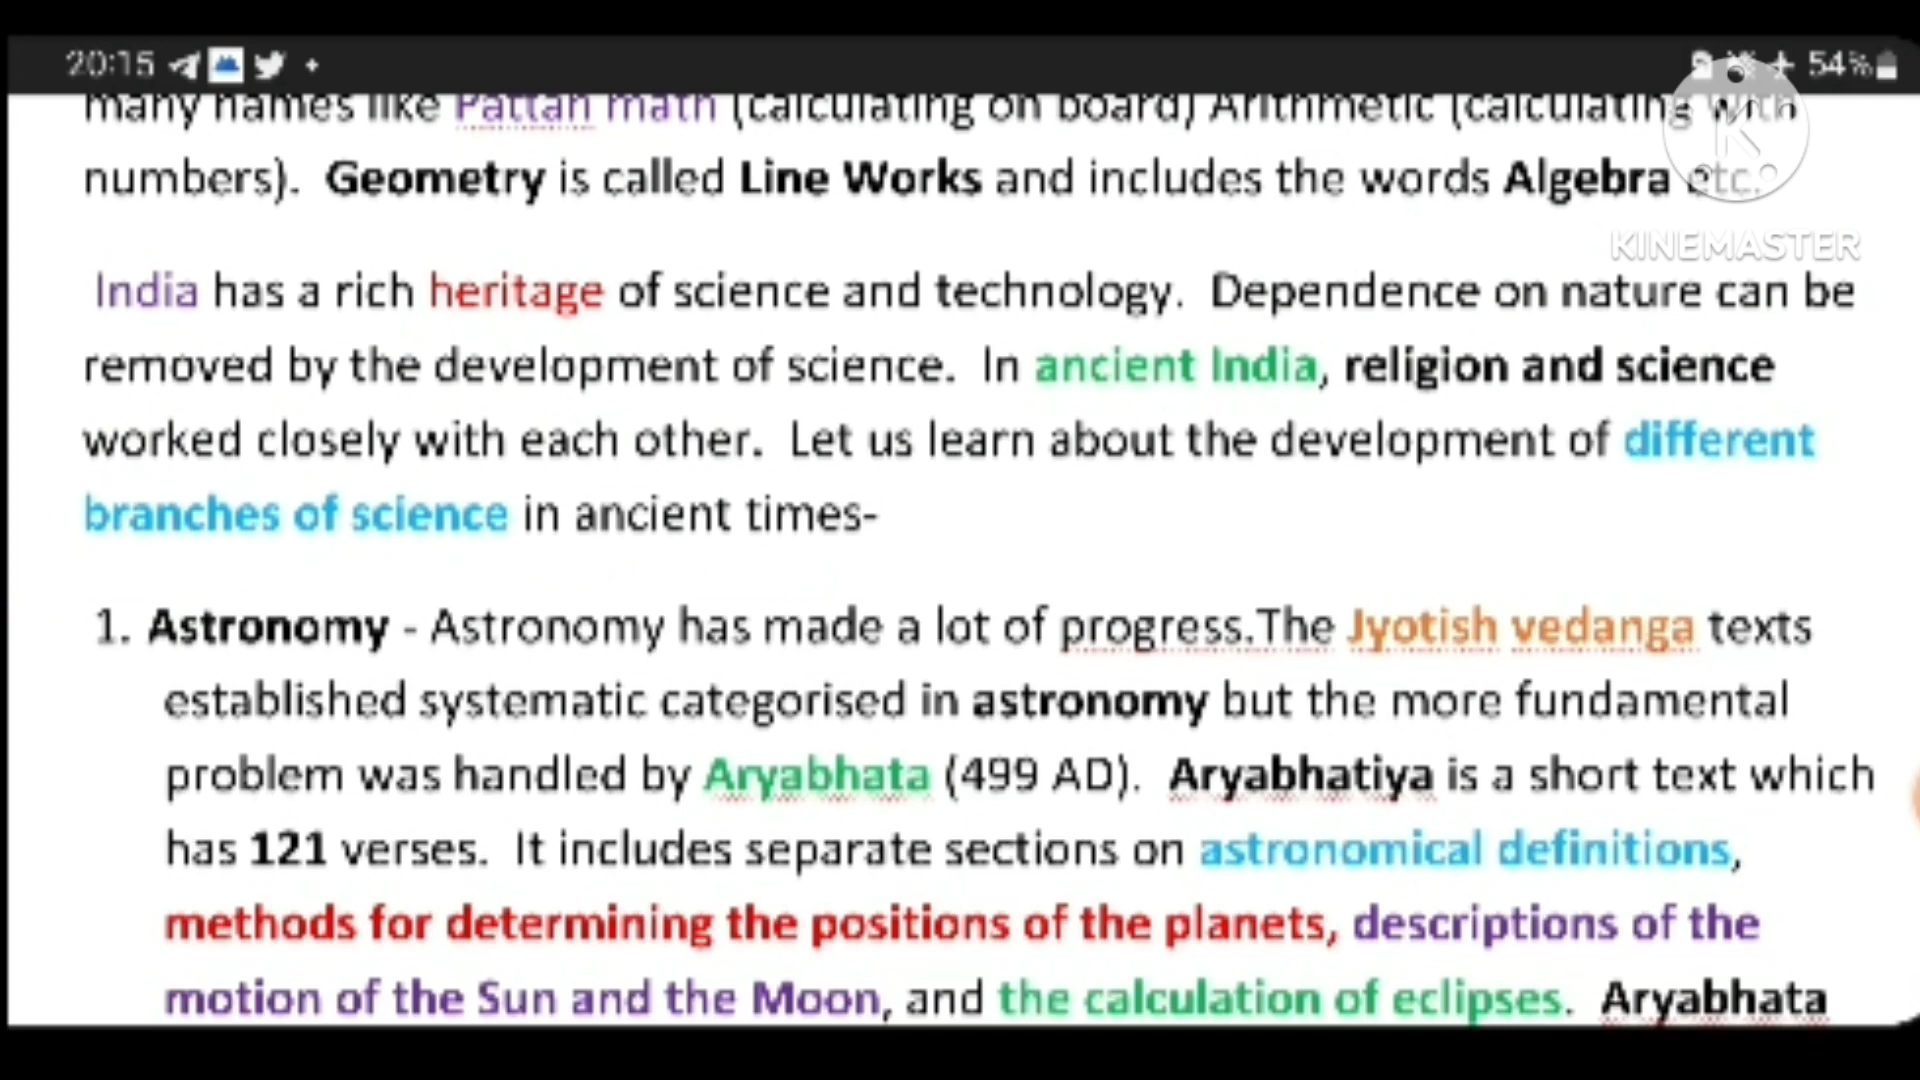 20:15
54%
many names like Pattan math (calculating on board) Arithmetic (calculating with
numbers). Geometry is called Line Works and includes the words Algebra etc.
KINEMASTER
India has a rich heritage of science and technology. Dependence on nature can be
removed by the development of science. In ancient India, religion and science
worked closely with each other. Let us learn about the development of different
branches of science in ancient times-
1. Astronomy - Astronomy has made a lot of progress.The Jyotish vedanga texts
established systematic categorised in astronomy but the more fundamental
problem was handled by Aryabhata (499 AD). Aryabhatiya is a short text which
has 121 verses. It includes separate sections on astronomical definitions,
methods for determining the positions of the planets, descriptions of the
motion of the Sun and the Moon, and the calculation of eclipses. Aryabhata